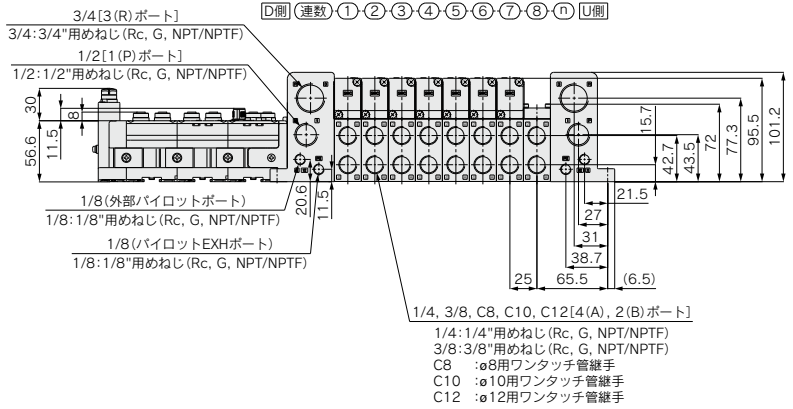 D側 連数 1 2 3 4 5 6 7 8 n U側
3/4[3(R)ポート]
3/4:3/4"用めねじ(Rc, G, NPT/NPTF)
1/2[1(P)ポート]
1/2:1/2"用めねじ(Rc, G, NPT/NPTF)
30
8
11.5
56.6
1/8(外部パイロットポート)
1/8:1/8"用めねじ(Rc, G, NPT/NPTF)
1/8(パイロットEXHポート)
1/8:1/8"用めねじ(Rc, G, NPT/NPTF)
20.6
11.5
15.7
42.7
43.5
72
77.3
95.5
101.2
21.5
27
31
38.7
25
65.5
(6.5)
1/4, 3/8, C8, C10, C12[4(A), 2(B)ポート]
1/4:1/4"用めねじ(Rc, G, NPT/NPTF)
3/8:3/8"用めねじ(Rc, G, NPT/NPTF)
C8 :ø8用ワンタッチ管継手
C10 :ø10用ワンタッチ管継手
C12 :ø12用ワンタッチ管継手